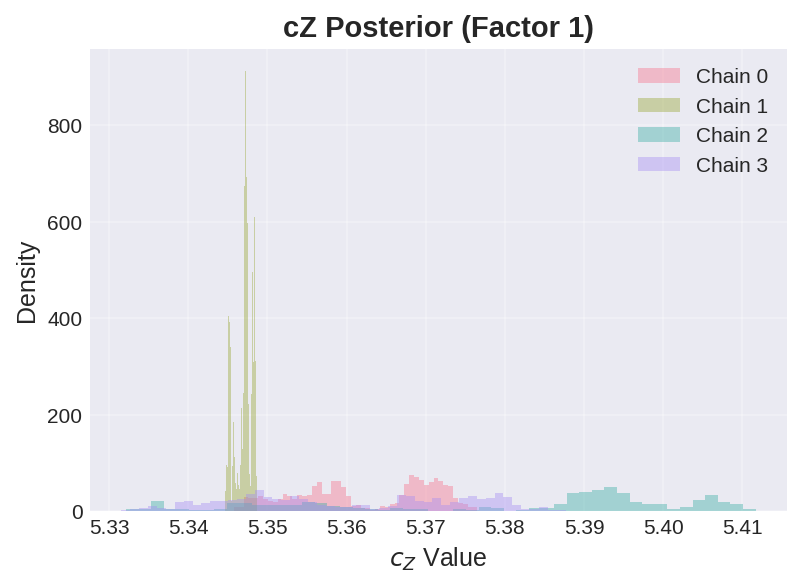 cZ Posterior (Factor 1)
Chain 0
Chain 1
Chain 2
Chain 3
Density
800
600
400
200
0
5.33 5.34 5.35 5.36 5.37 5.38 5.39 5.40 5.41
c_Z Value